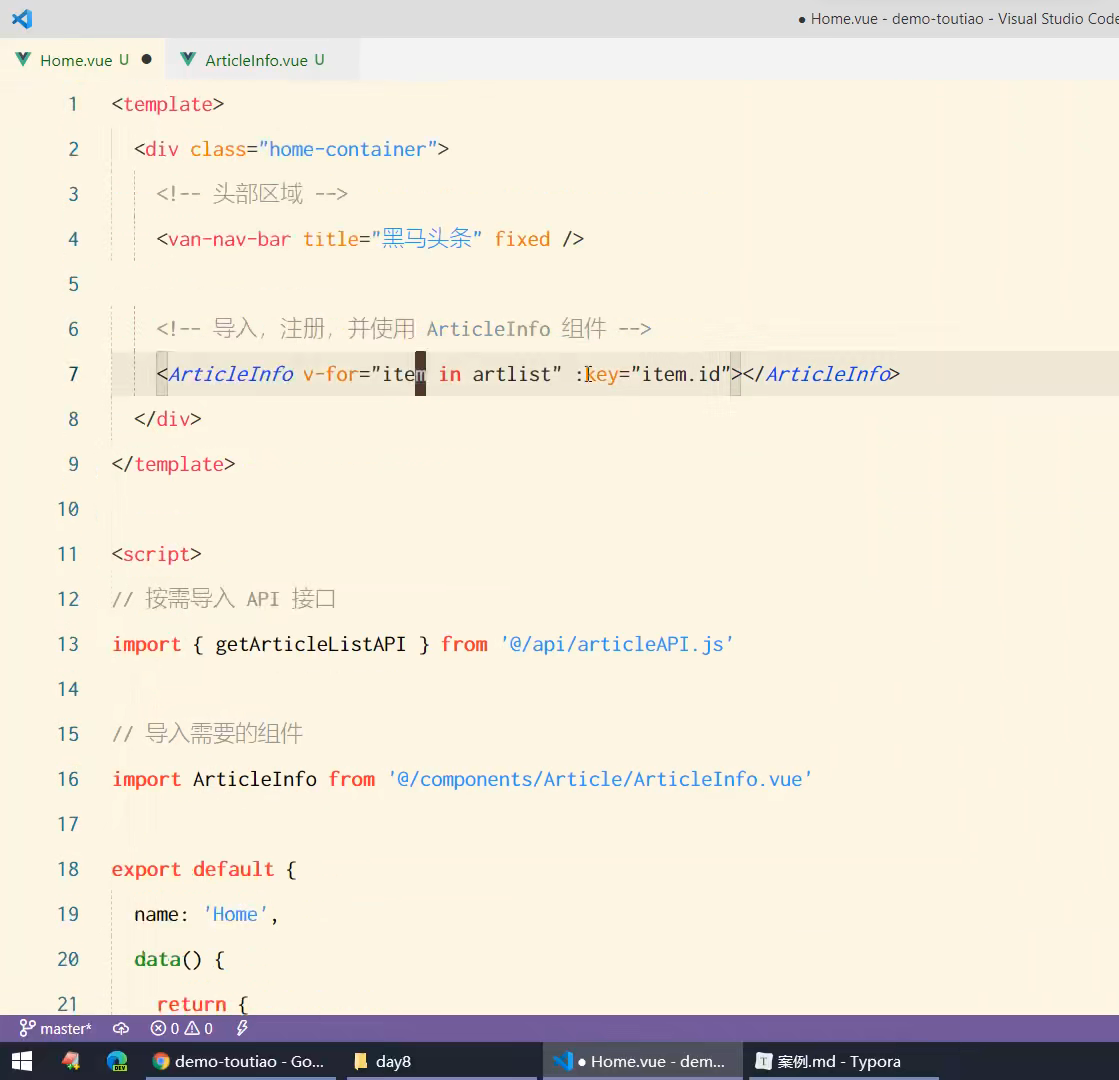 ● Home.vue - demo-toutiao - Visual Studio Code
Home.vue U ● ArticleInfo.vue U
1 <template>
2 <div class="home-container">
3 <!-- 头部区域 -->
4 <van-nav-bar title="黑马头条" fixed />
5
6 <!-- 导入，注册，并使用 ArticleInfo 组件 -->
7 <ArticleInfo v-for="item in artlist" :key="item.id"></ArticleInfo>
8 </div>
9 </template>
10
11 <script>
12 // 按需导入 API 接口
13 import { getArticleListAPI } from '@/api/articleAPI.js'
14
15 // 导入需要的组件
16 import ArticleInfo from '@/components/Article/ArticleInfo.vue'
17
18 export default {
19 name: 'Home',
20 data() {
21 return {
master* 0 0
DEV demo-toutiao - Go... day8 ● Home.vue - dem... T 案例.md - Typora